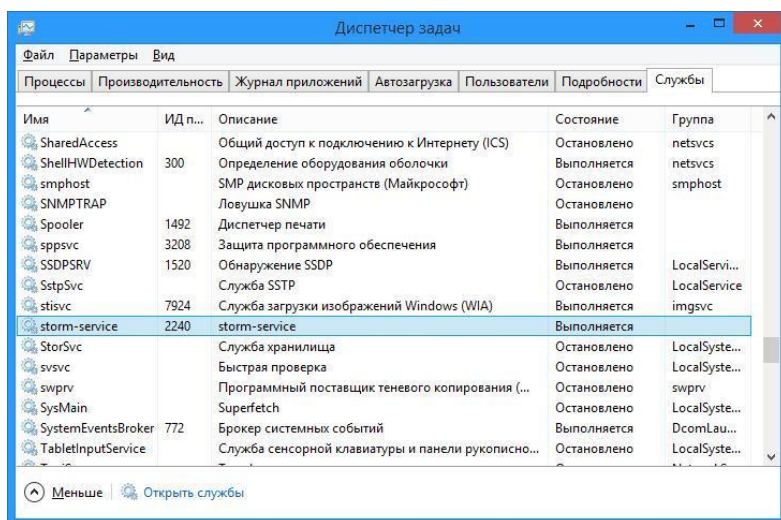 Диспетчер задач
Файл Параметры Вид
Процессы Производительность Журнал приложений Автозагрузка Пользователи Подробности Службы
Имя ИД п... Описание Состояние Группа
SharedAccess Общий доступ к подключению к Интернету (ICS) Остановлено netsvcs
ShellHWDetection 300 Определение оборудования оболочки Выполняется netsvcs
smphost SMP дисковых пространств (Майкрософт) Остановлено smphost
SNMPTRAP Ловушка SNMP Остановлено
Spooler 1492 Диспетчер печати Выполняется
sppsvc 3208 Защита программного обеспечения Выполняется
SSDPSRV 1520 Обнаружение SSDP Выполняется LocalServi...
SstpSvc Служба SSTP Остановлено LocalService
stisvc 7924 Служба загрузки изображений Windows (WIA) Выполняется imgsvc
storm-service 2240 storm-service Выполняется
StorSvc Служба хранилища Остановлено LocalSyste...
svsvc Быстрая проверка Остановлено LocalSyste...
swprv Программный поставщик теневого копирования (... Остановлено swprv
SysMain Superfetch Остановлено LocalSyste...
SystemEventsBroker 772 Брокер системных событий Выполняется DcomLau...
TabletInputService Служба сенсорной клавиатуры и панели рукописно... Остановлено LocalSyste...
Меньше Открыть службы